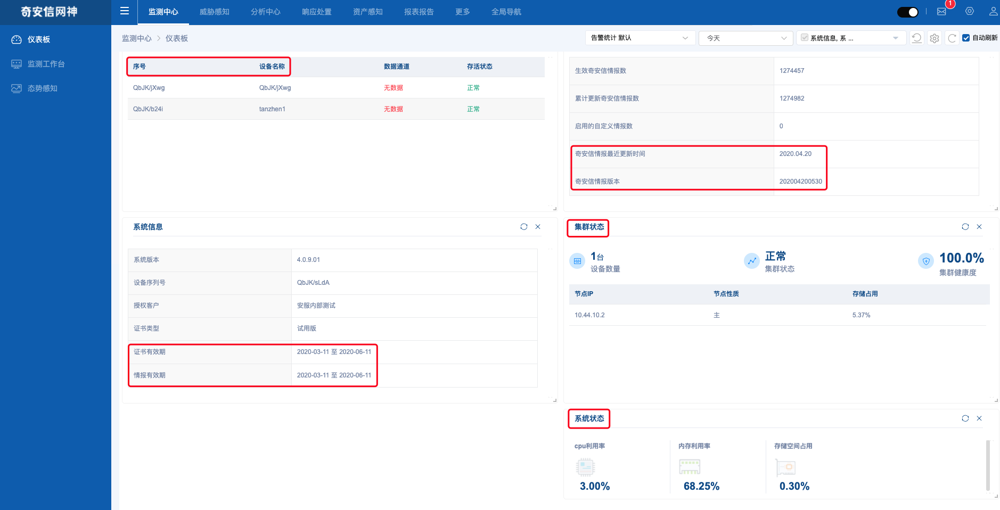 奇安信网神
监测中心 威胁感知 分析中心 响应处置 资产感知 报表报告 更多 全局导航
1
仪表板
监测工作台
态势感知
监测中心 > 仪表板
告警统计 默认 今天 系统信息, 系 ... 自动刷新
序号 设备名称 数据通道 存活状态
QbJK/jXwg QbJK/jXwg 无数据 正常
QbJK/b24i tanzhen1 无数据 正常
生效奇安信情报数 1274457
累计更新奇安信情报数 1274982
启用的自定义情报数 0
奇安信情报最近更新时间 2020.04.20
奇安信情报版本 202004200530
系统信息
系统版本 4.0.9.01
设备序列号 QbJK/sLdA
授权客户 安服内部测试
证书类型 试用版
证书有效期 2020-03-11 至 2020-06-11
情报有效期 2020-03-11 至 2020-06-11
集群状态
1台 正常 100.0%
设备数量 集群状态 集群健康度
节点IP 节点性质 存储占用
10.44.10.2 主 5.37%
系统状态
cpu利用率 内存利用率 存储空间占用
3.00% 68.25% 0.30%